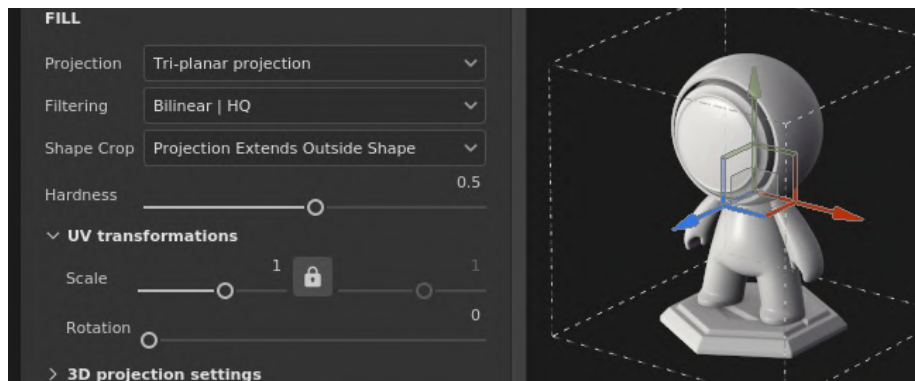 FILL
Projection Tri-planar projection
Filtering Bilinear | HQ
Shape Crop Projection Extends Outside Shape
Hardness 0.5
UV transformations
Scale 1 1
Rotation 0
3D projection settings